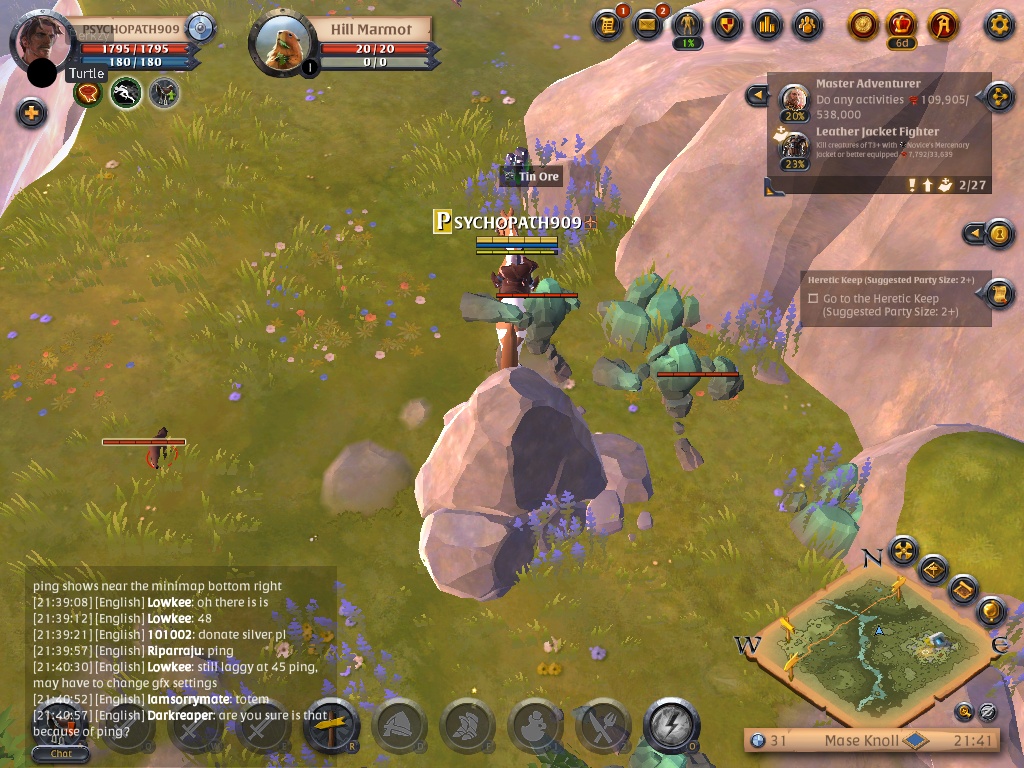 PSYCHOPATH909
1795 / 1795
180 / 180
Turtle
Hill Marmot
20 / 20
0 / 0
I
1
2
1%
6d
Master Adventurer
Do any activities 109,905/
538,000
20%
Leather Jacket Fighter
Kill creatures of T3+ with Novice's Mercenary
Jacket or better equipped 7,792/33,639
23%
2/27
Tin Ore
PSYCHOPATH909
Heretic Keep (Suggested Party Size: 2+)
Go to the Heretic Keep
(Suggested Party Size: 2+)
N
W
E
ping shows near the minimap bottom right
[21:39:08] [English] Lowkee: oh there is is
[21:39:12] [English] Lowkee: 48
[21:39:21] [English] 101002: donate silver pl
[21:39:57] [English] Riparraju: ping
[21:40:30] [English] Lowkee: still laggy at 45 ping,
may have to change gfx settings
[21:40:52] [English] Iamsorrymate: totem
[21:40:57] [English] Darkreaper: are you sure is that
because of ping?
Chat
R
O
31
Mase Knoll
21:41